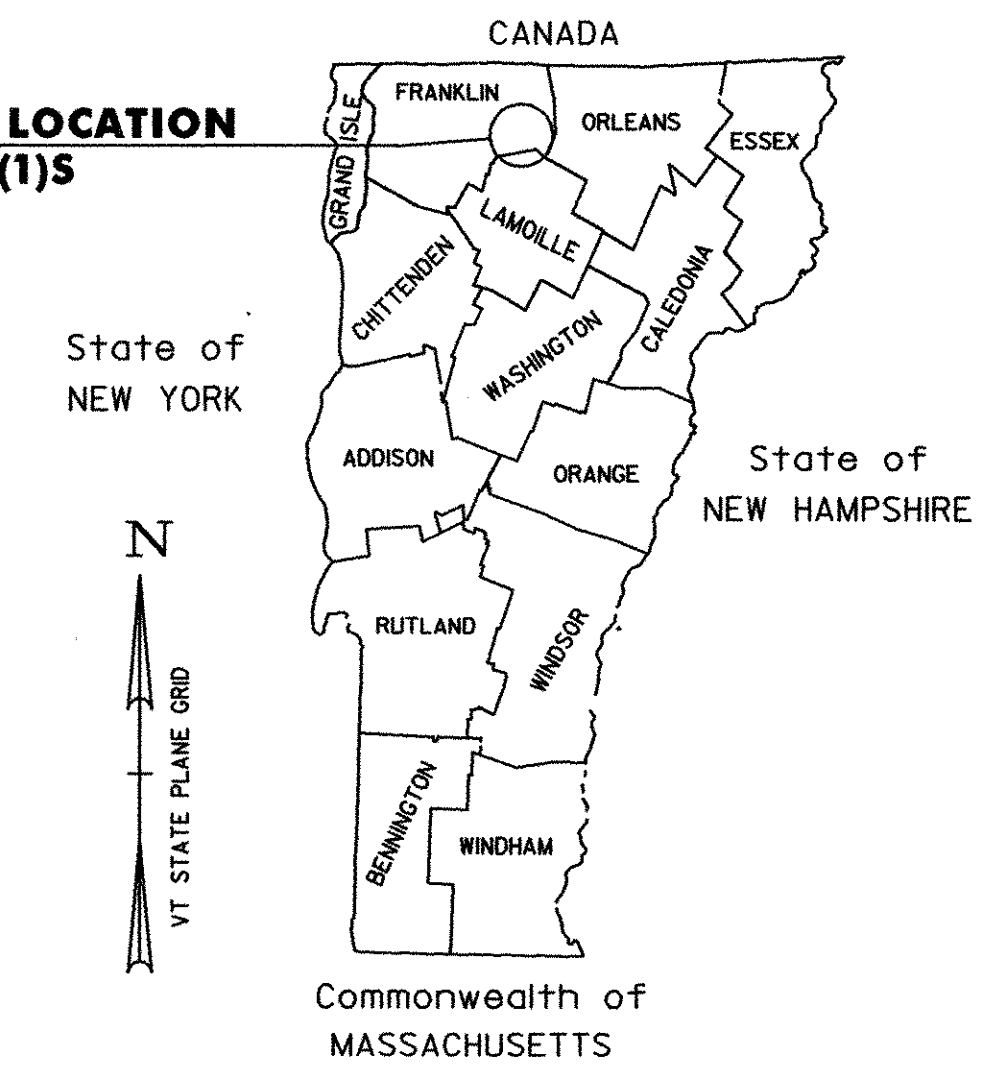 CANADA
LOCATION
(1)S
FRANKLIN
GRAND ISLE
ORLEANS
ESSEX
LAMOILLE
CHITTENDEN
CALEDONIA
WASHINGTON
State of
NEW YORK
ADDISON
ORANGE
State of
NEW HAMPSHIRE
N
RUTLAND
WINDSOR
VT STATE PLANE GRID
BENNINGTON
WINDHAM
Commonwealth of
MASSACHUSETTS